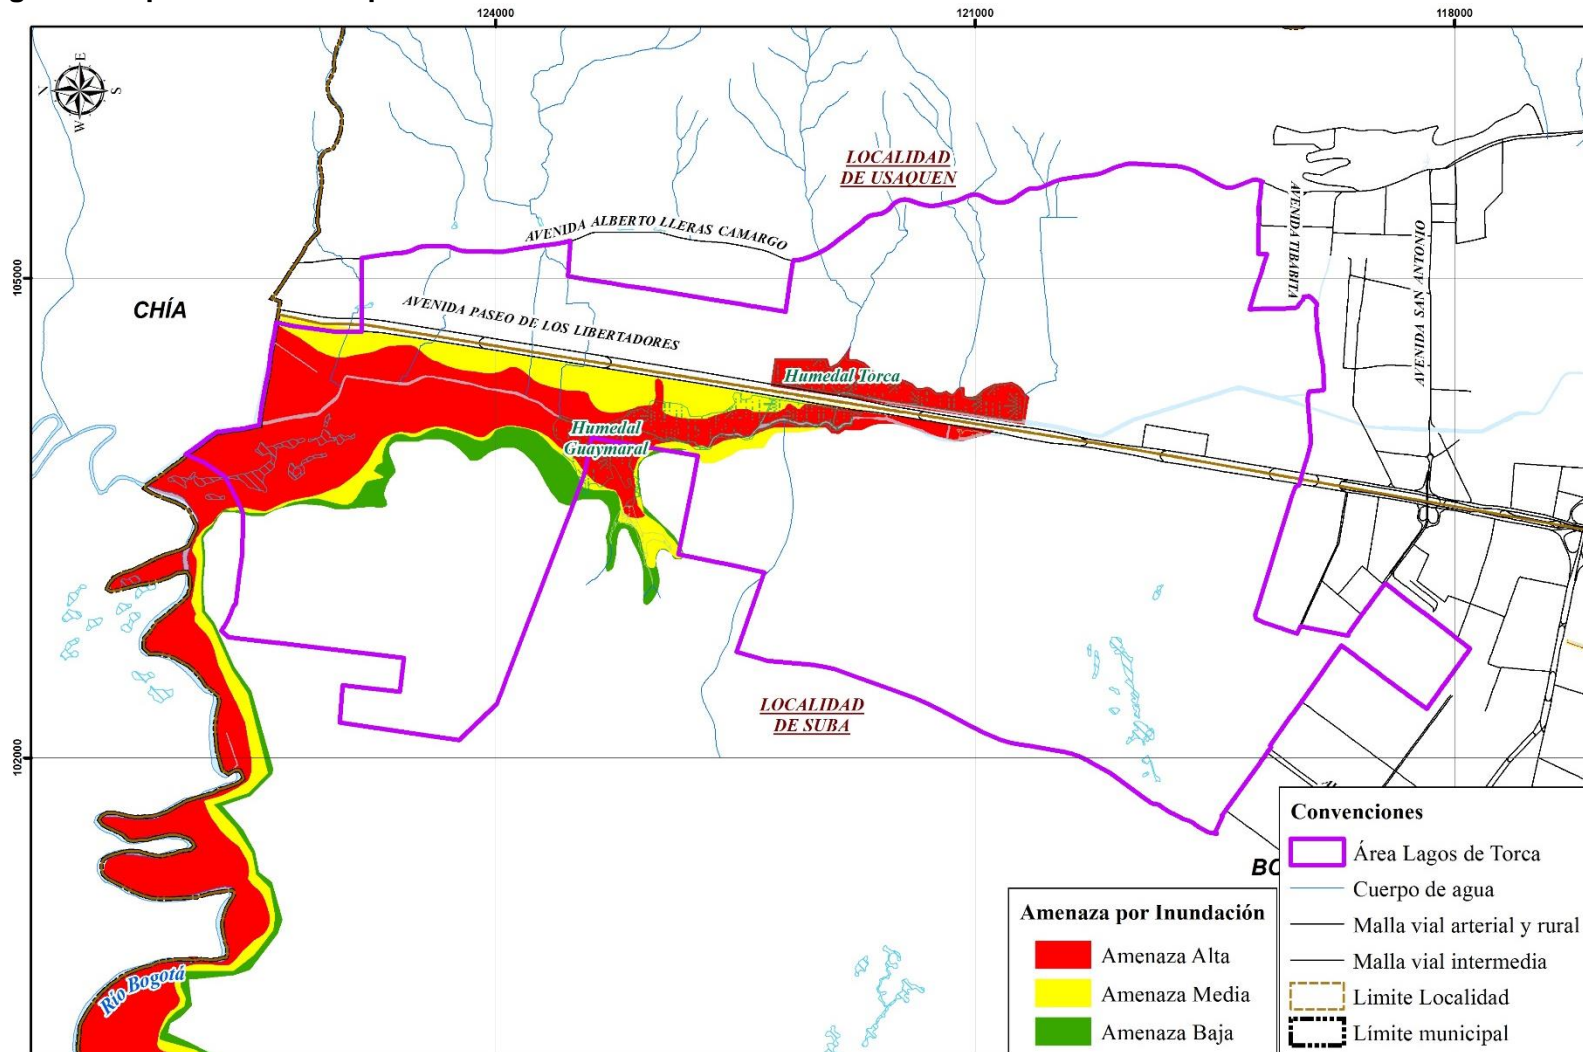 124000
121000
118000
N
E
S
W
LOCALIDAD
DE USAQUEN
AVENIDA TIBABITA
AVENIDA SAN ANTONIO
AVENIDA ALBERTO LLERAS CAMARGO
105000
CHÍA
AVENIDA PASEO DE LOS LIBERTADORES
Humedal Torca
Humedal
Guaymaral
LOCALIDAD
DE SUBA
102000
Río Bogotá
BO
Amenaza por Inundación
Amenaza Alta
Amenaza Media
Amenaza Baja
Convenciones
Área Lagos de Torca
Cuerpo de agua
Malla vial arterial y rural
Malla vial intermedia
Limite Localidad
Límite municipal